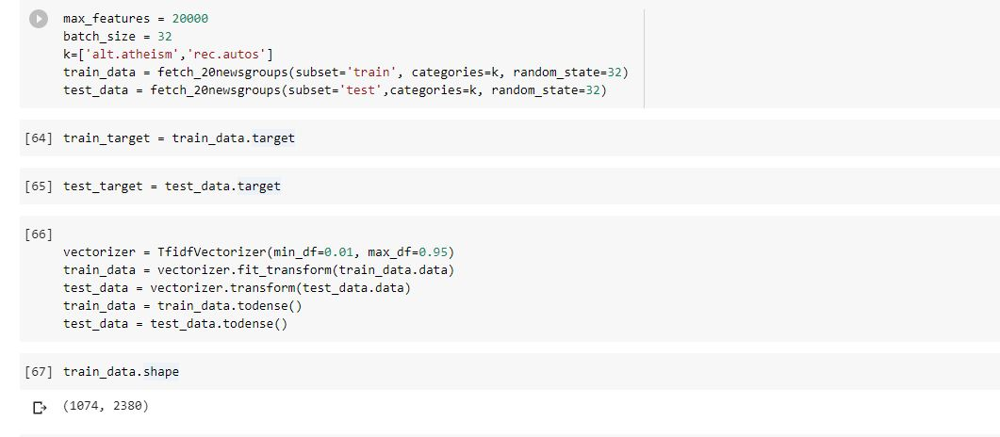 max_features = 20000
batch_size = 32
k=['alt.atheism','rec.autos']
train_data = fetch_20newsgroups(subset='train', categories=k, random_state=32)
test_data = fetch_20newsgroups(subset='test',categories=k, random_state=32)
[64] train_target = train_data.target
[65] test_target = test_data.target
[66]
vectorizer = TfidfVectorizer(min_df=0.01, max_df=0.95)
train_data = vectorizer.fit_transform(train_data.data)
test_data = vectorizer.transform(test_data.data)
train_data = train_data.todense()
test_data = test_data.todense()
[67] train_data.shape
(1074, 2380)